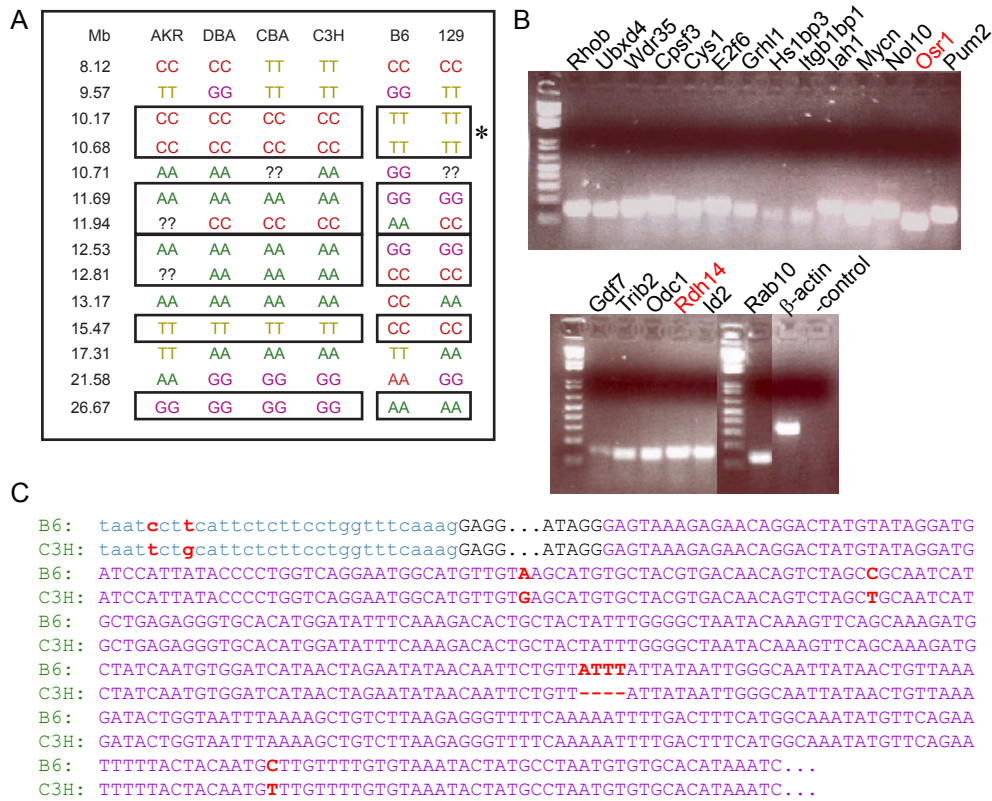 A
Mb AKR DBA CBA C3H B6 129
8.12 CC CC TT TT CC CC
9.57 TT GG TT TT GG TT
10.17 CC CC CC CC TT TT
*
10.68 CC CC CC CC TT TT
10.71 AA AA ?? AA GG ??
11.69 AA AA AA AA GG GG
11.94 ?? CC CC CC AA CC
12.53 AA AA AA AA GG GG
12.81 ?? AA AA AA CC CC
13.17 AA AA AA AA CC AA
15.47 TT TT TT TT CC CC
17.31 TT AA AA AA TT AA
21.58 AA GG GG GG AA GG
26.67 GG GG GG GG AA AA
B
Rhob Ubxd4 Wdr35 Cpsf3 Cys1 E2f6 Grhl1 Hs1bp3 Itgb1bp1 Iah1 Mycn Nol10 Osr1 Pum2
Gdf7 Trib2 Odc1 Rdh14 Id2 Rab10 β-actin -control
C
B6: taatccttcattctcttcctggtttcaaagGAGG...ATAGGGAGTAAAGAGAACAGGACTATGTATAGGATG
C3H: taattctgcattctcttcctggtttcaaagGAGG...ATAGGGAGTAAAGAGAACAGGACTATGTATAGGATG
B6: ATCCATTATACCCCTGGTCAGGAATGGCATGTTGTAAGCATGTGCTACGTGACAACAGTCTAGCCGCAATCAT
C3H: ATCCATTATACCCCTGGTCAGGAATGGCATGTTGTGAGCATGTGCTACGTGACAACAGTCTAGCTGCAATCAT
B6: GCTGAGAGGGTGCACATGGATATTTCAAAGACACTGCTACTATTTGGGGCTAATACAAAGTTCAGCAAAGATG
C3H: GCTGAGAGGGTGCACATGGATATTTCAAAGACACTGCTACTATTTGGGGCTAATACAAAGTTCAGCAAAGATG
B6: CTATCAATGTGGATCATAACTAGAATATAACAATTCTGTTATTTATTATAATTGGGCAATTATAACTGTTAAA
C3H: CTATCAATGTGGATCATAACTAGAATATAACAATTCTGTT----ATTATAATTGGGCAATTATAACTGTTAAA
B6: GATACTGGTAATTTAAAAGCTGTCTTAAGAGGGTTTTCAAAAATTTTGACTTTCATGGCAAATATGTTCAGAA
C3H: GATACTGGTAATTTAAAAGCTGTCTTAAGAGGGTTTTCAAAAATTTTGACTTTCATGGCAAATATGTTCAGAA
B6: TTTTTACTACAATGCTTGTTTTGTGTAAATACTATGCCTAATGTGTGCACATAAATC...
C3H: TTTTTACTACAATGTTTGTTTTGTGTAAATACTATGCCTAATGTGTGCACATAAATC...